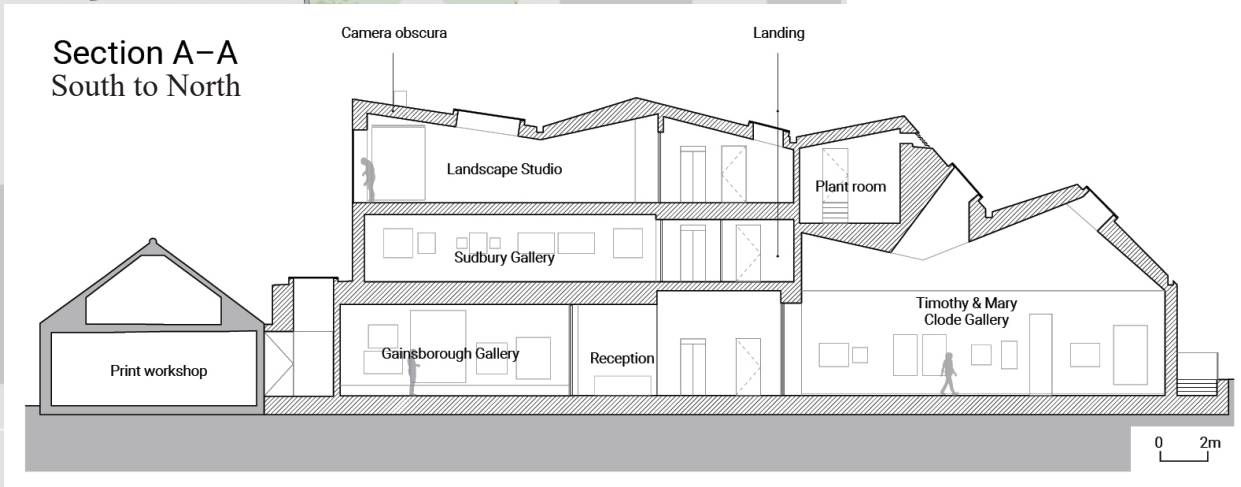 Section A–A
South to North
Camera obscura
Landing
Landscape Studio
Plant room
Sudbury Gallery
Timothy & Mary
Clode Gallery
Gainsborough Gallery
Reception
Print workshop
0 2m